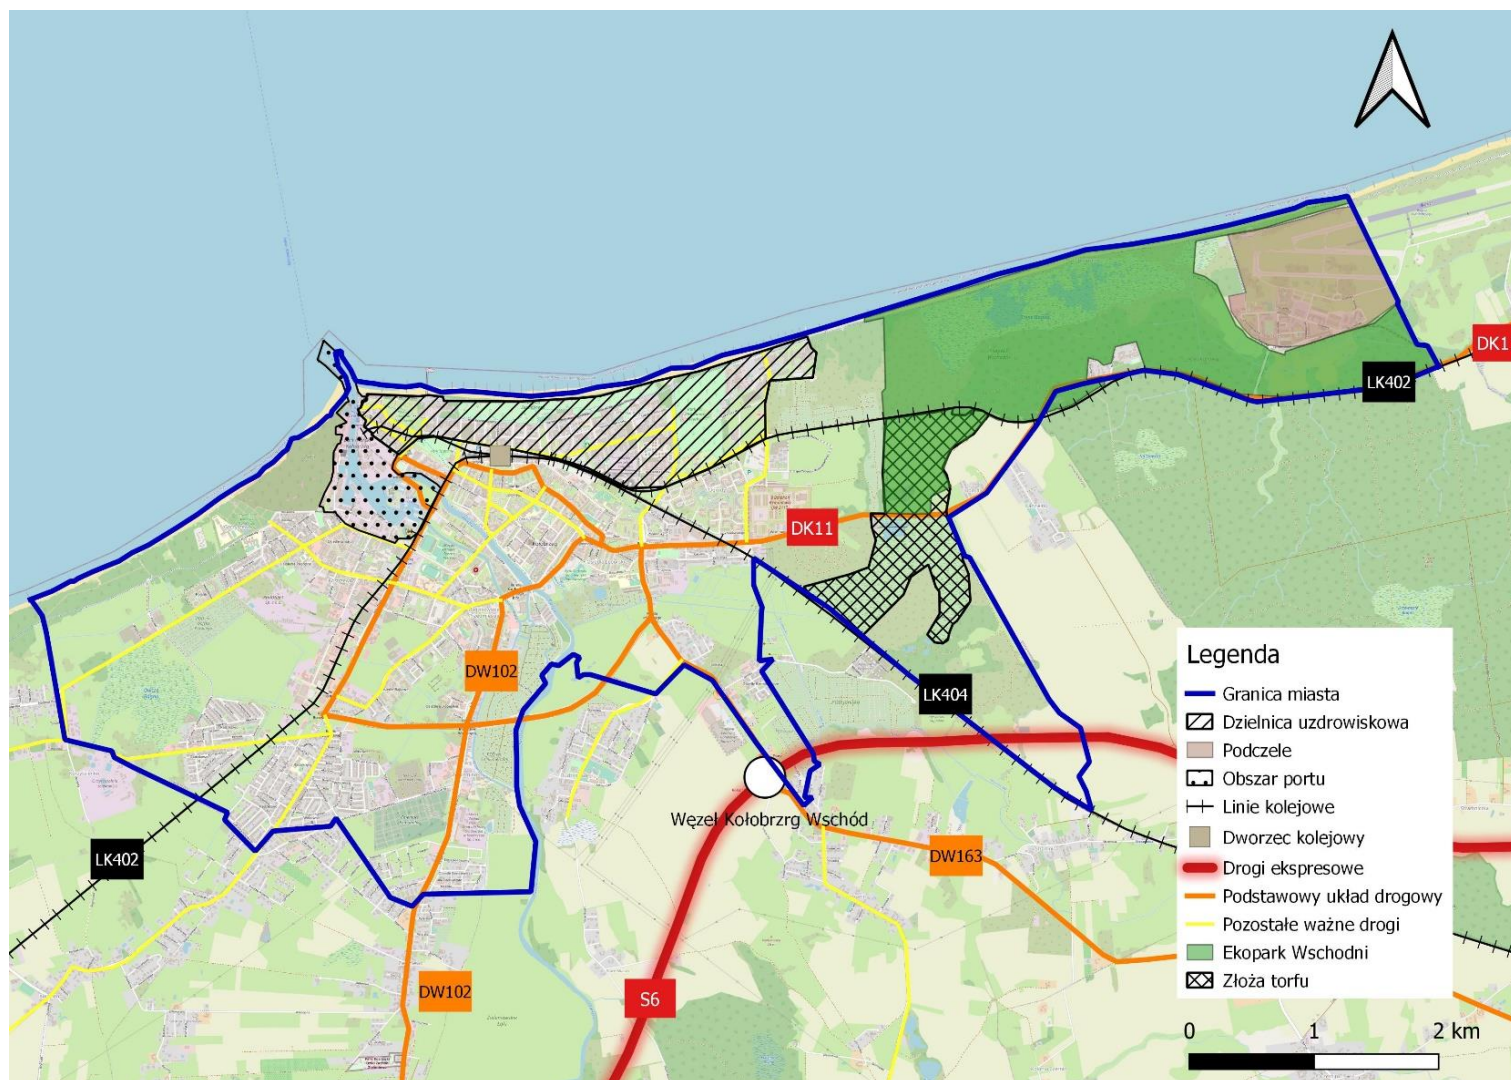 DK1
LK402
DK11
DW102
LK404
Węzeł Kołobrzrg Wschód
LK402
DW163
DW102
S6
Legenda
Granica miasta
Dzielnica uzdrowiskowa
Podczele
Obszar portu
Linie kolejowe
Dworzec kolejowy
Drogi ekspresowe
Podstawowy układ drogowy
Pozostałe ważne drogi
Ekopark Wschodni
Złoża torfu
0 1 2 km